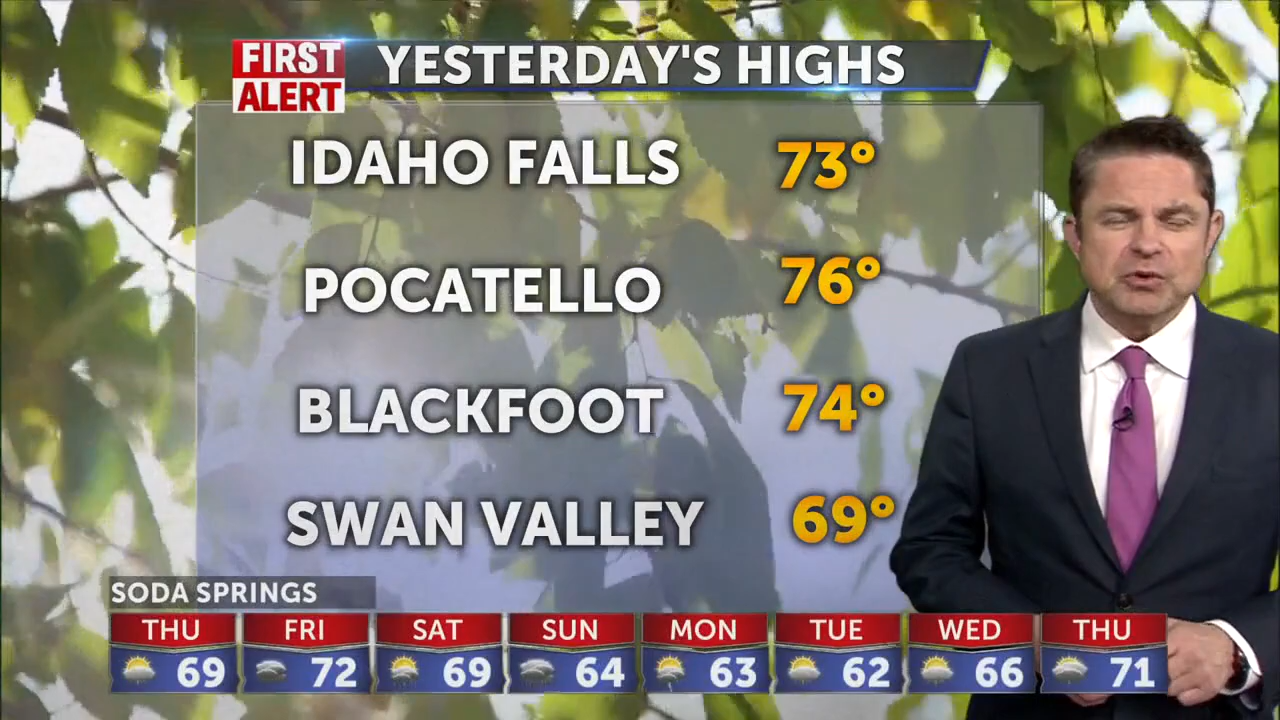 FIRST ALERT
YESTERDAY'S HIGHS
IDAHO FALLS 73°
POCATELLO 76°
BLACKFOOT 74°
SWAN VALLEY 69°
SODA SPRINGS
THU FRI SAT SUN MON TUE WED THU
69 72 69 64 63 62 66 71